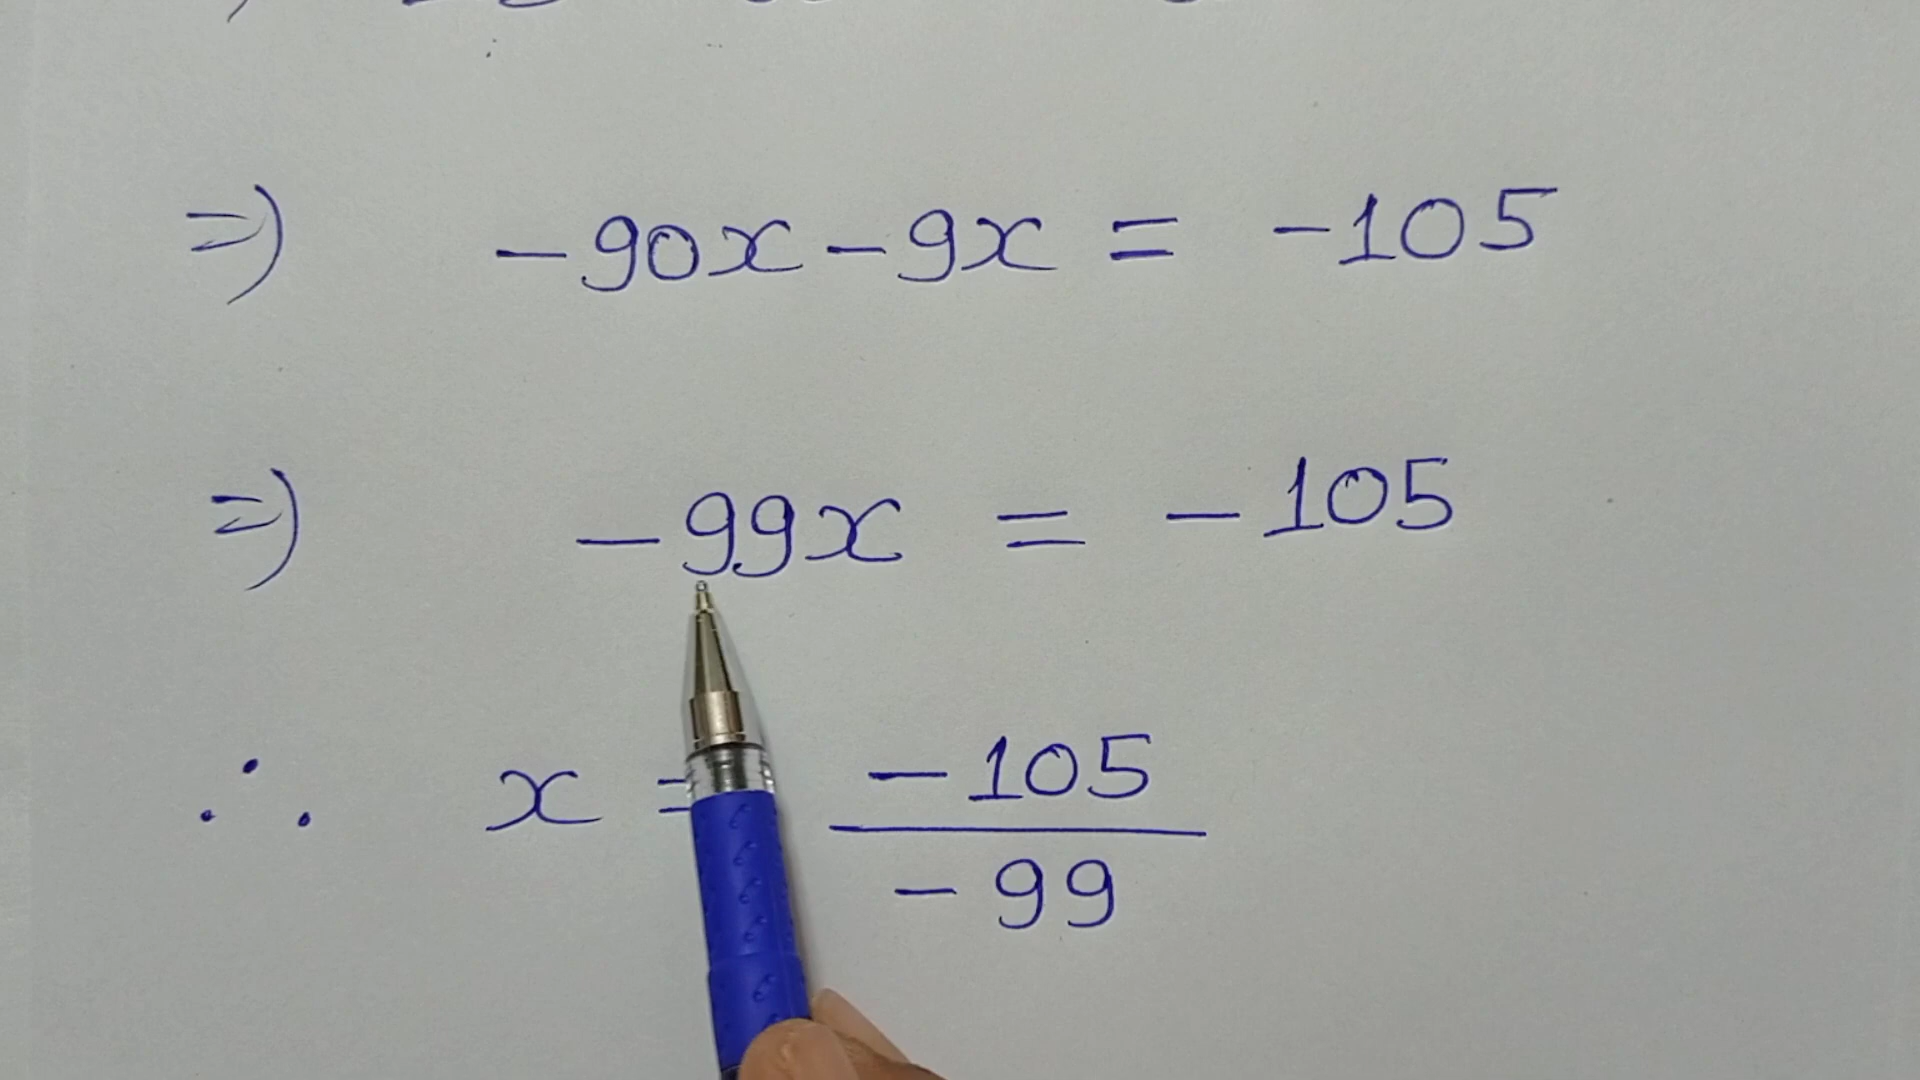 =) -90x - 9x = -105
=) -99x = -105
∴ x = -105
-99